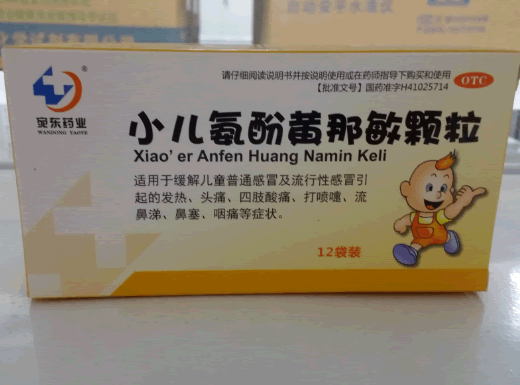 请仔细阅读说明书并按说明使用或在药师指导下购买和使用
【批准文号】国药准字H41025714
OTC
®
宛东药业
WANDONG YAOYE
小儿氨酚黄那敏颗粒
Xiao'er Anfen Huang Namin Keli
适用于缓解儿童普通感冒及流行性感冒引
起的发热、头痛、四肢酸痛、打喷嚏、流
鼻涕、鼻塞、咽痛等症状。
12袋装